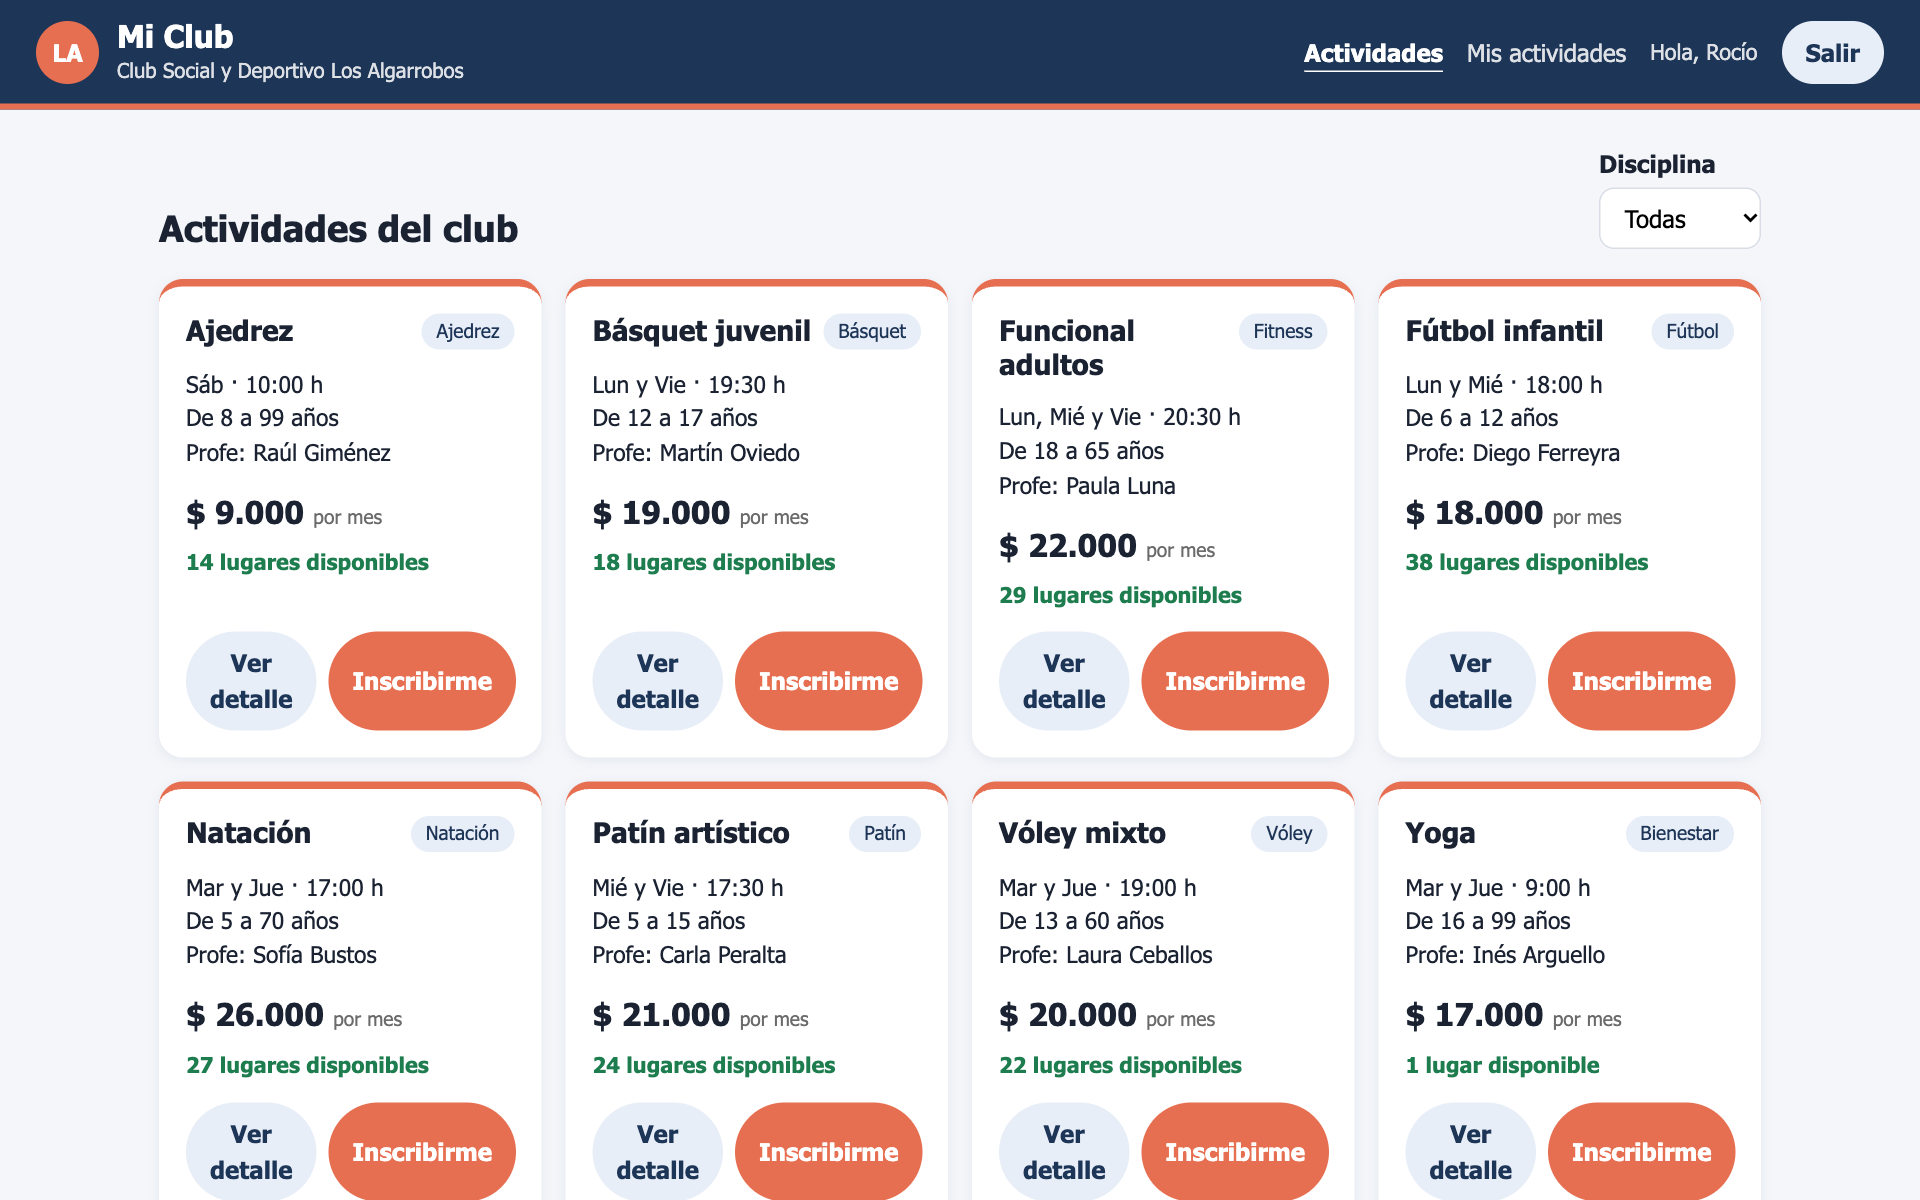 LA
Mi Club
Club Social y Deportivo Los Algarrobos
Actividades
Mis actividades
Hola, Rocío
Salir
Actividades del club
Disciplina
Todas
Ajedrez
Ajedrez
Sáb · 10:00 h
De 8 a 99 años
Profe: Raúl Giménez
$ 9.000 por mes
14 lugares disponibles
Ver
detalle
Inscribirme
Básquet juvenil
Básquet
Lun y Vie · 19:30 h
De 12 a 17 años
Profe: Martín Oviedo
$ 19.000 por mes
18 lugares disponibles
Ver
detalle
Inscribirme
Funcional
adultos
Fitness
Lun, Mié y Vie · 20:30 h
De 18 a 65 años
Profe: Paula Luna
$ 22.000 por mes
29 lugares disponibles
Ver
detalle
Inscribirme
Fútbol infantil
Fútbol
Lun y Mié · 18:00 h
De 6 a 12 años
Profe: Diego Ferreyra
$ 18.000 por mes
38 lugares disponibles
Ver
detalle
Inscribirme
Natación
Natación
Mar y Jue · 17:00 h
De 5 a 70 años
Profe: Sofía Bustos
$ 26.000 por mes
27 lugares disponibles
Ver
detalle
Inscribirme
Patín artístico
Patín
Mié y Vie · 17:30 h
De 5 a 15 años
Profe: Carla Peralta
$ 21.000 por mes
24 lugares disponibles
Ver
detalle
Inscribirme
Vóley mixto
Vóley
Mar y Jue · 19:00 h
De 13 a 60 años
Profe: Laura Ceballos
$ 20.000 por mes
22 lugares disponibles
Ver
detalle
Inscribirme
Yoga
Bienestar
Mar y Jue · 9:00 h
De 16 a 99 años
Profe: Inés Arguello
$ 17.000 por mes
1 lugar disponible
Ver
detalle
Inscribirme